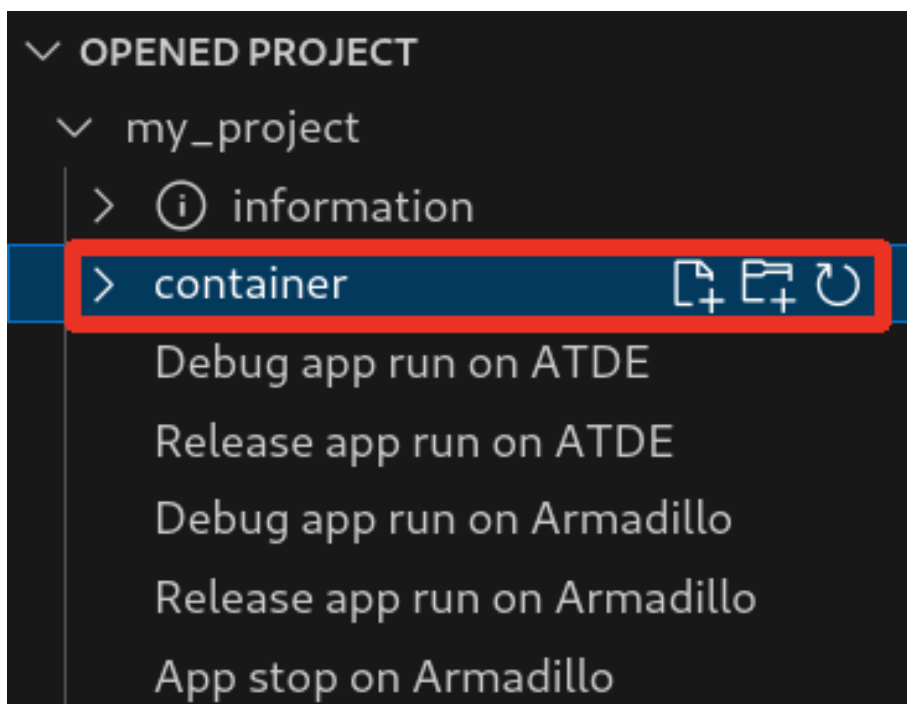 OPENED PROJECT
my_project
information
container
Debug app run on ATDE
Release app run on ATDE
Debug app run on Armadillo
Release app run on Armadillo
App stop on Armadillo